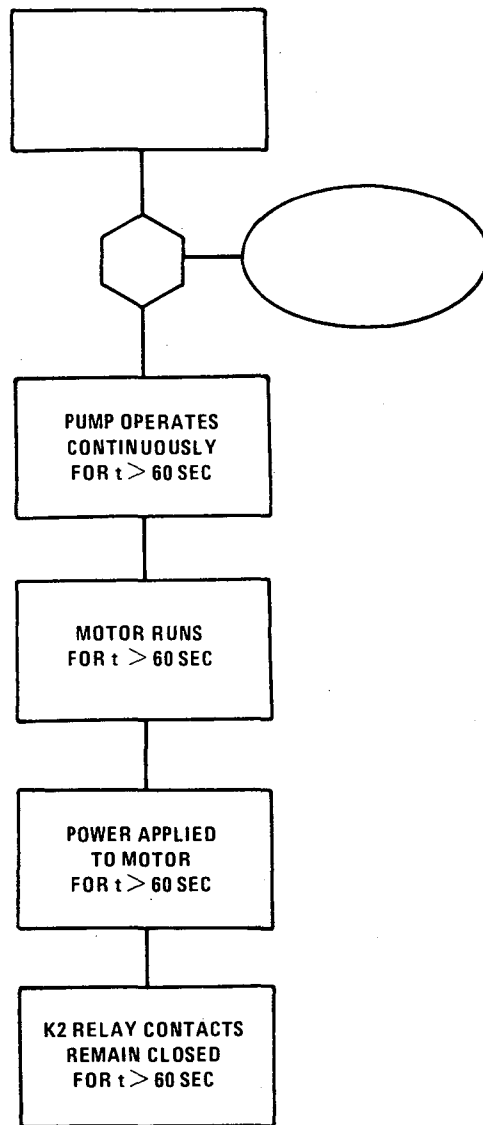 PUMP OPERATES
CONTINUOUSLY
FOR t > 60 SEC
MOTOR RUNS
FOR t > 60 SEC
POWER APPLIED
TO MOTOR
FOR t > 60 SEC
K2 RELAY CONTACTS
REMAIN CLOSED
FOR t > 60 SEC